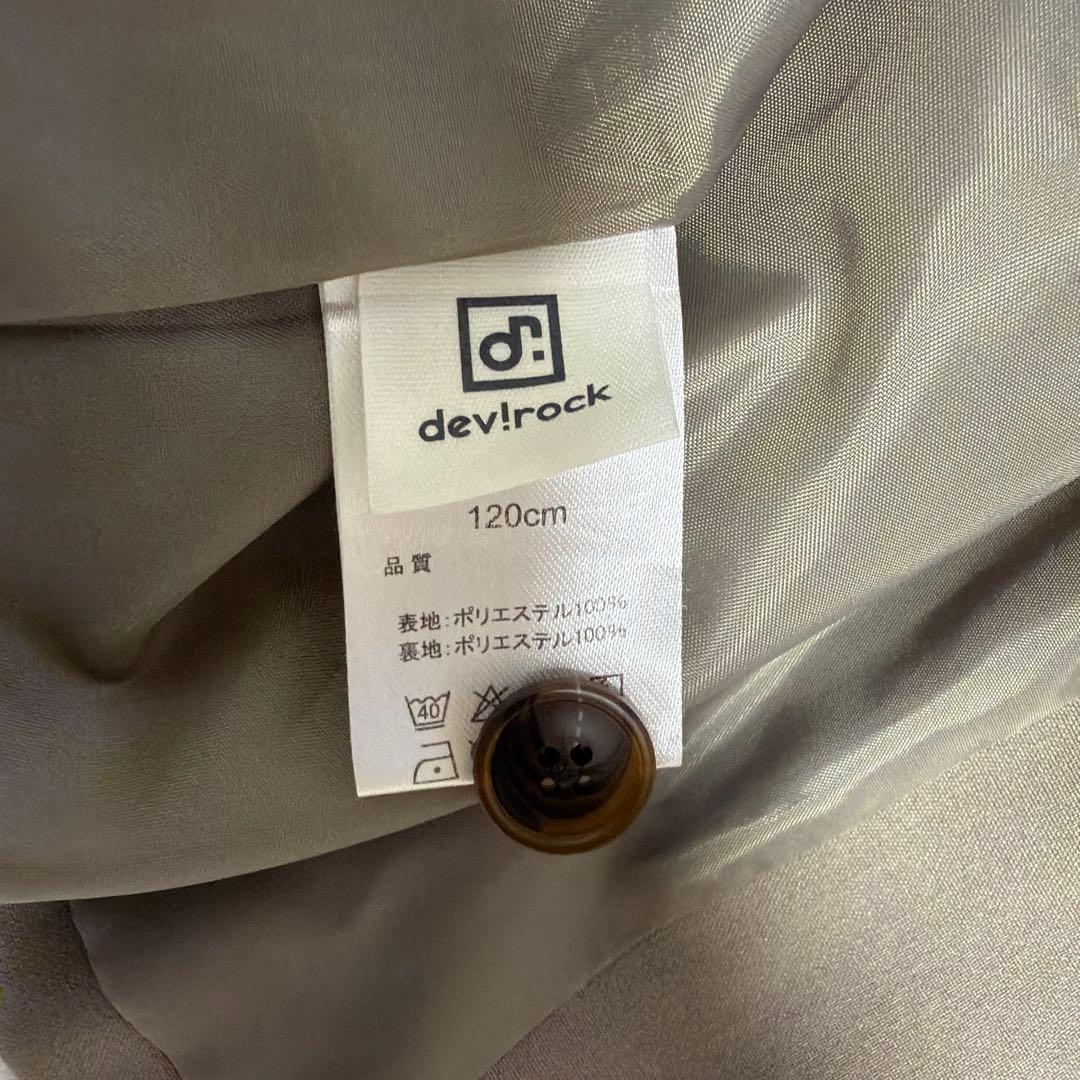 d:
dev!rock
120cm
品質
表地:ポリエステル100%
裏地:ポリエステル100%
40